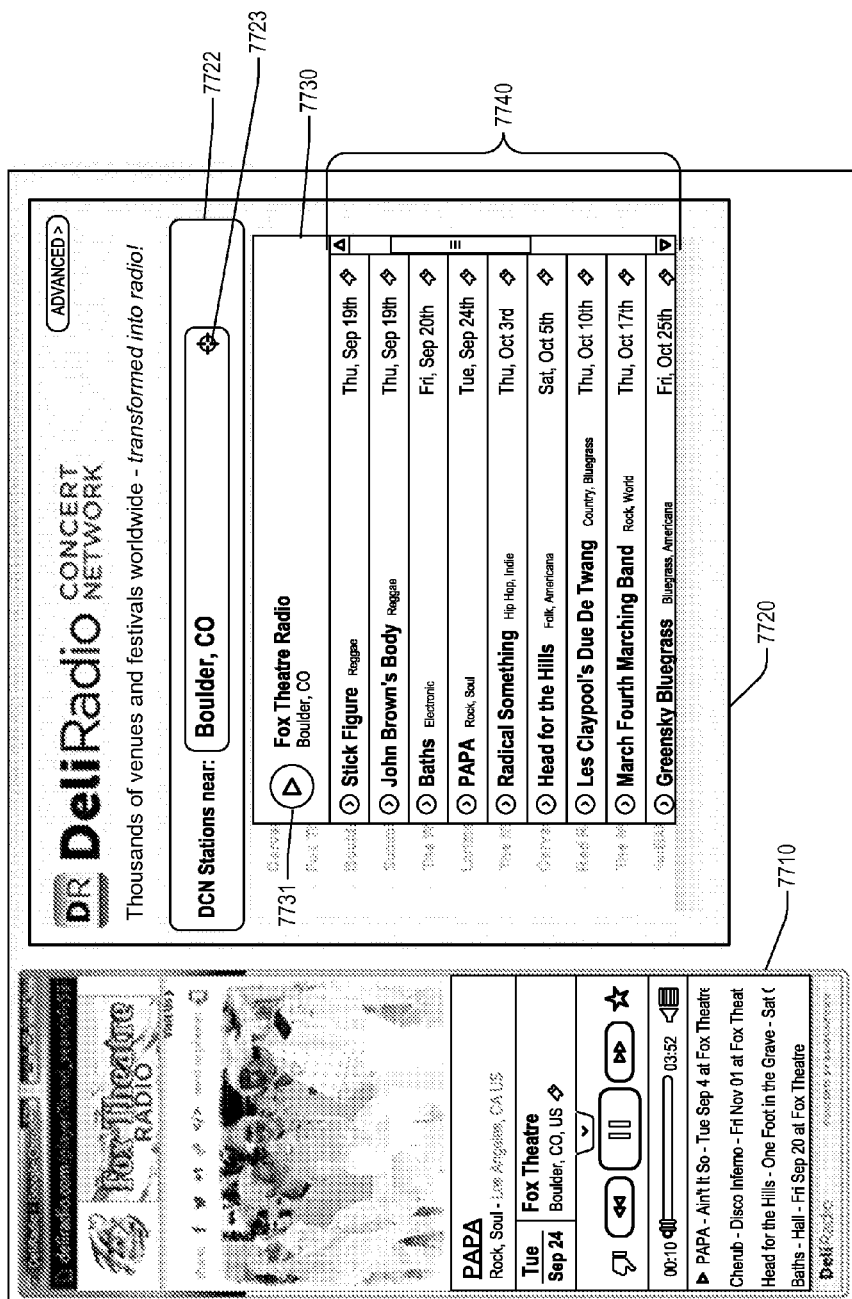 DR DeliRadio CONCERT NETWORK
ADVANCED >
Thousands of venues and festivals worldwide - transformed into radio!
DCN Stations near: Boulder, CO
Fox Theatre Radio
Boulder, CO
Stick Figure Reggae Thu, Sep 19th
John Brown's Body Reggae Thu, Sep 19th
Baths Electronic Fri, Sep 20th
PAPA Rock, Soul Tue, Sep 24th
Radical Something Hip Hop, Indie Thu, Oct 3rd
Head for the Hills Folk, Americana Sat, Oct 5th
Les Claypool's Due De Twang Country, Bluegrass Thu, Oct 10th
March Fourth Marching Band Rock, World Thu, Oct 17th
Greensky Bluegrass Bluegrass, Americana Fri, Oct 25th
7722
7723
7730
7740
7731
7720
7710
Fox Theatre
RADIO
PAPA
Rock, Soul - Los Angeles, CA US
Tue
Sep 24
Fox Theatre
Boulder, CO, US
00:10
03:52
PAPA - Ain't It So - Tue Sep 4 at Fox Theatre
Cherub - Disco Inferno - Fri Nov 01 at Fox Theat
Head for the Hills - One Foot in the Grave - Sat (
Baths - Hall - Fri Sep 20 at Fox Theatre
DeliRadio